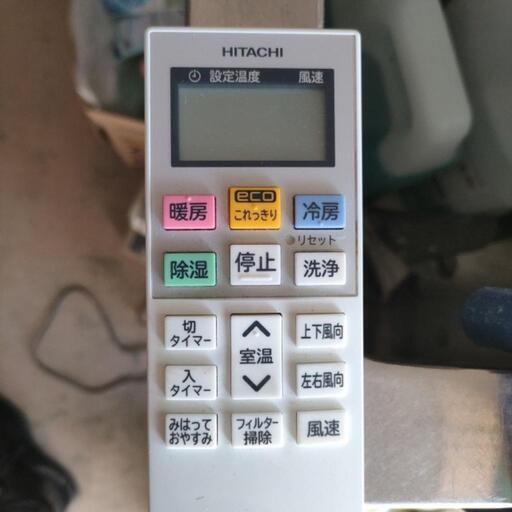 HITACHI
設定温度 風速
暖房
eco
これっきり
冷房
リセット
除湿
停止
洗浄
切
タイマー
室温
上下風向
入
タイマー
左右風向
みはって
おやすみ
フィルター
掃除
風速